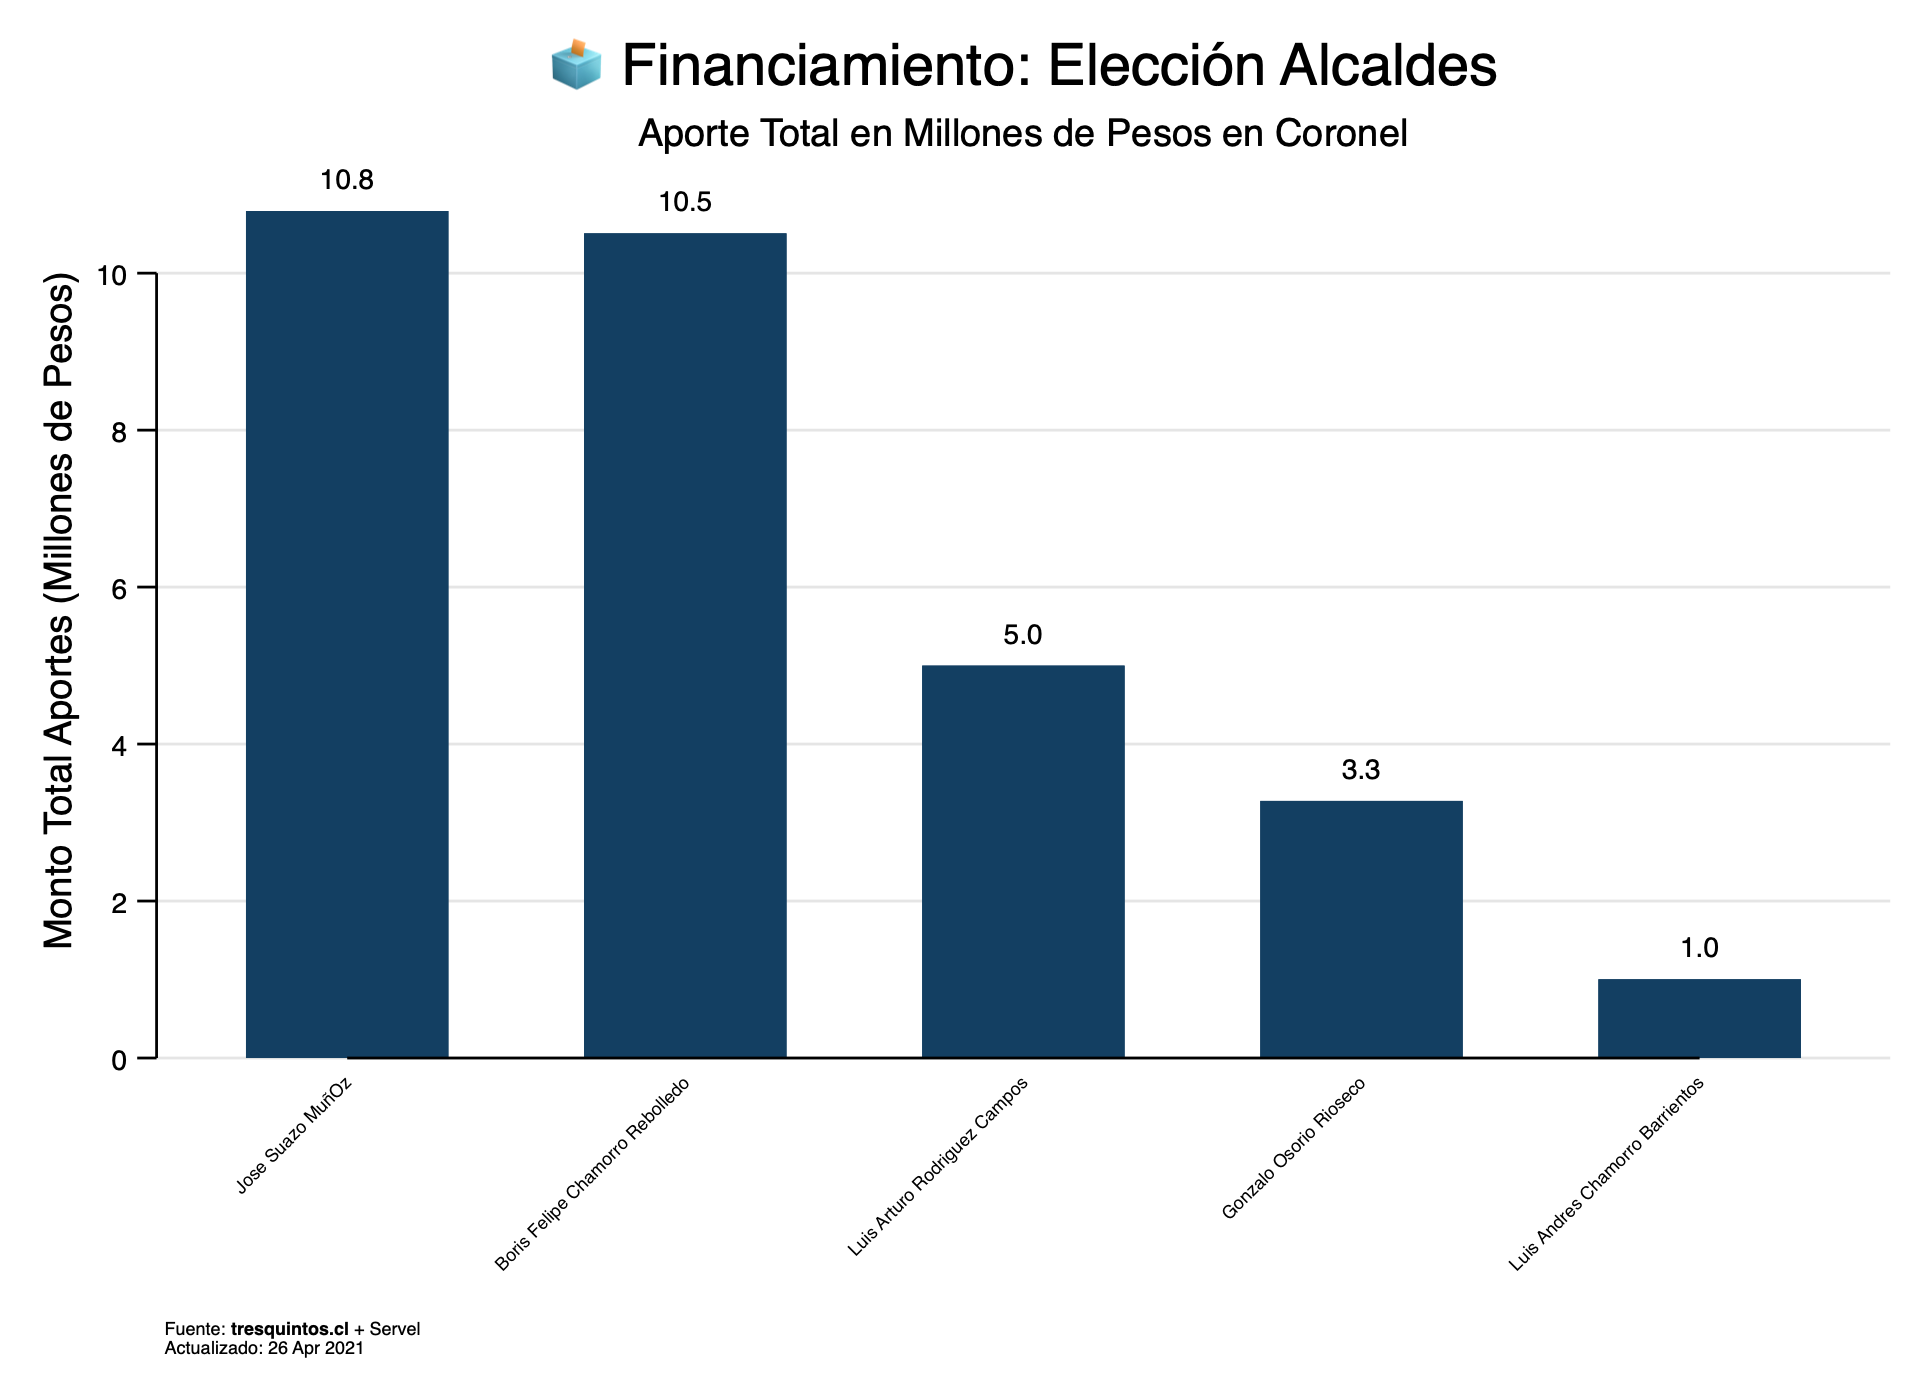 Financiamiento: Elección Alcaldes
Aporte Total en Millones de Pesos en Coronel
Monto Total Aportes (Millones de Pesos)
10
8
6
4
2
0
10.8
10.5
5.0
3.3
1.0
Jose Suazo MuñOz
Boris Felipe Chamorro Rebolledo
Luis Arturo Rodriguez Campos
Gonzalo Osorio Rioseco
Luis Andres Chamorro Barrientos
Fuente: tresquintos.cl + Servel
Actualizado: 26 Apr 2021